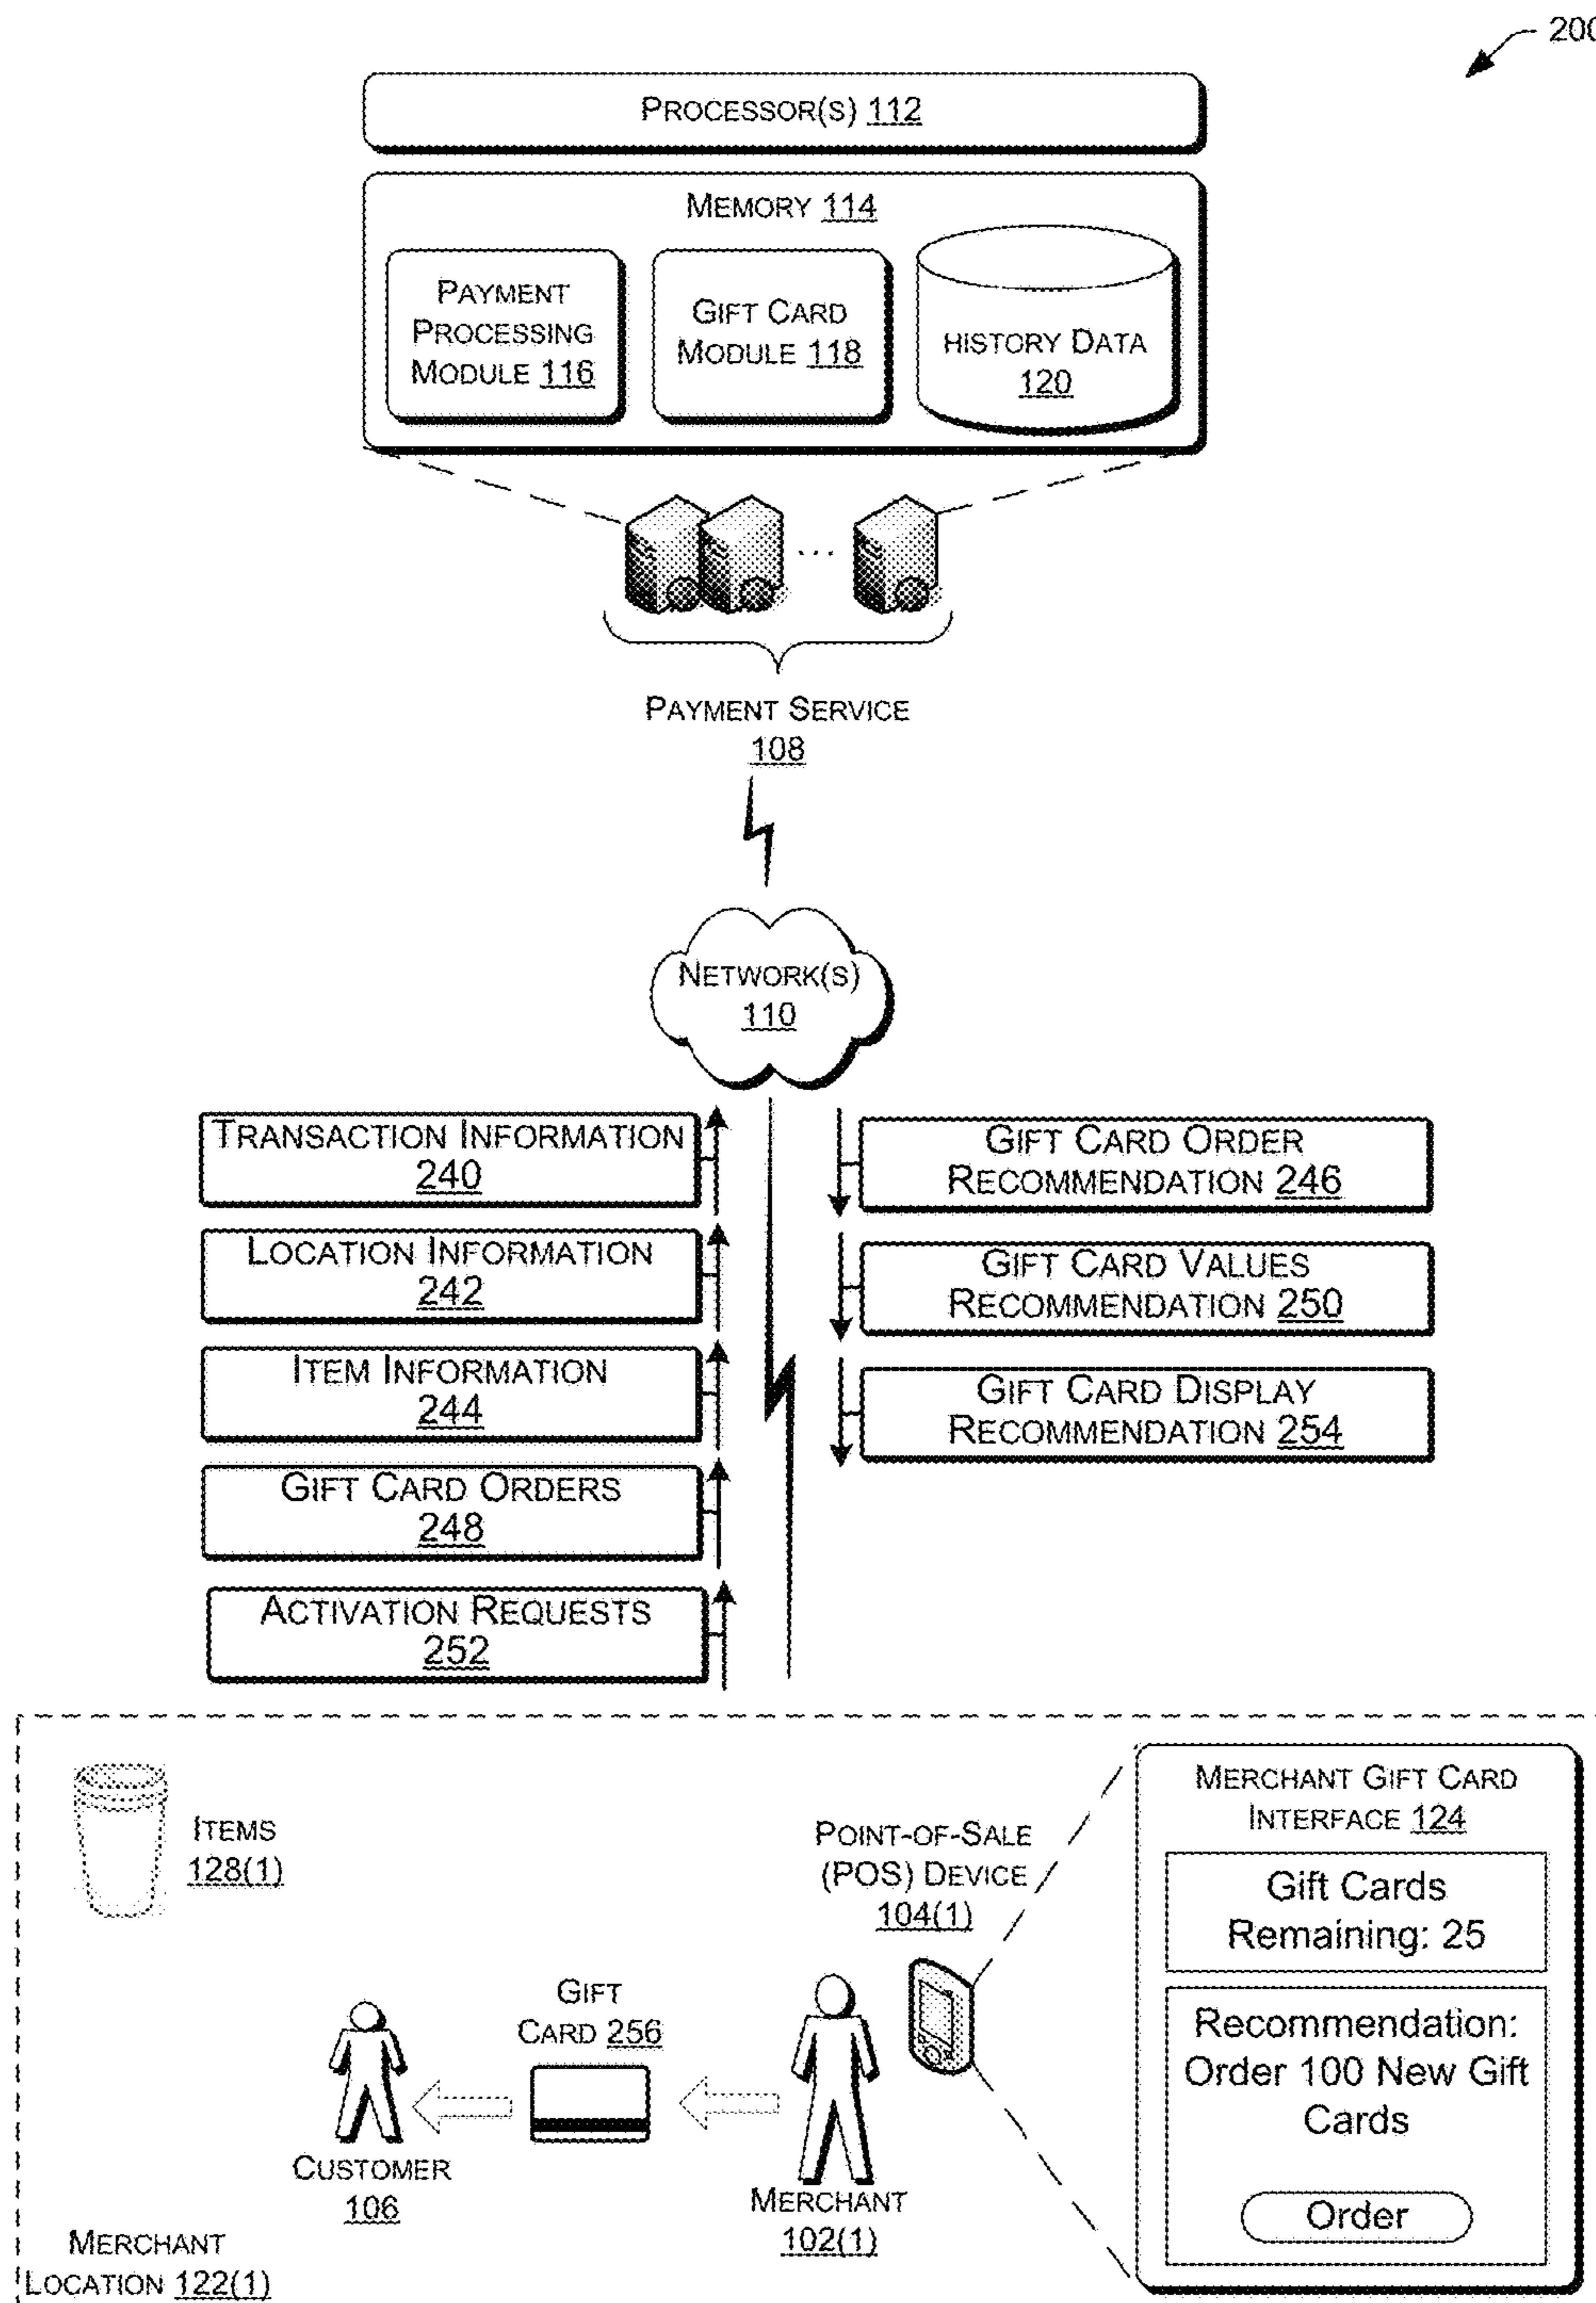 200
PROCESSOR(S) 112
MEMORY 114
PAYMENT
PROCESSING
MODULE 116
GIFT CARD
MODULE 118
HISTORY DATA
120
...
PAYMENT SERVICE
108
NETWORK(S)
110
TRANSACTION INFORMATION
240
LOCATION INFORMATION
242
ITEM INFORMATION
244
GIFT CARD ORDERS
248
ACTIVATION REQUESTS
252
GIFT CARD ORDER
RECOMMENDATION 246
GIFT CARD VALUES
RECOMMENDATION 250
GIFT CARD DISPLAY
RECOMMENDATION 254
ITEMS
128(1)
POINT-OF-SALE
(POS) DEVICE
104(1)
MERCHANT GIFT CARD
INTERFACE 124
Gift Cards
Remaining: 25
Recommendation:
Order 100 New Gift
Cards
Order
GIFT
CARD 256
CUSTOMER
106
MERCHANT
102(1)
MERCHANT
LOCATION 122(1)